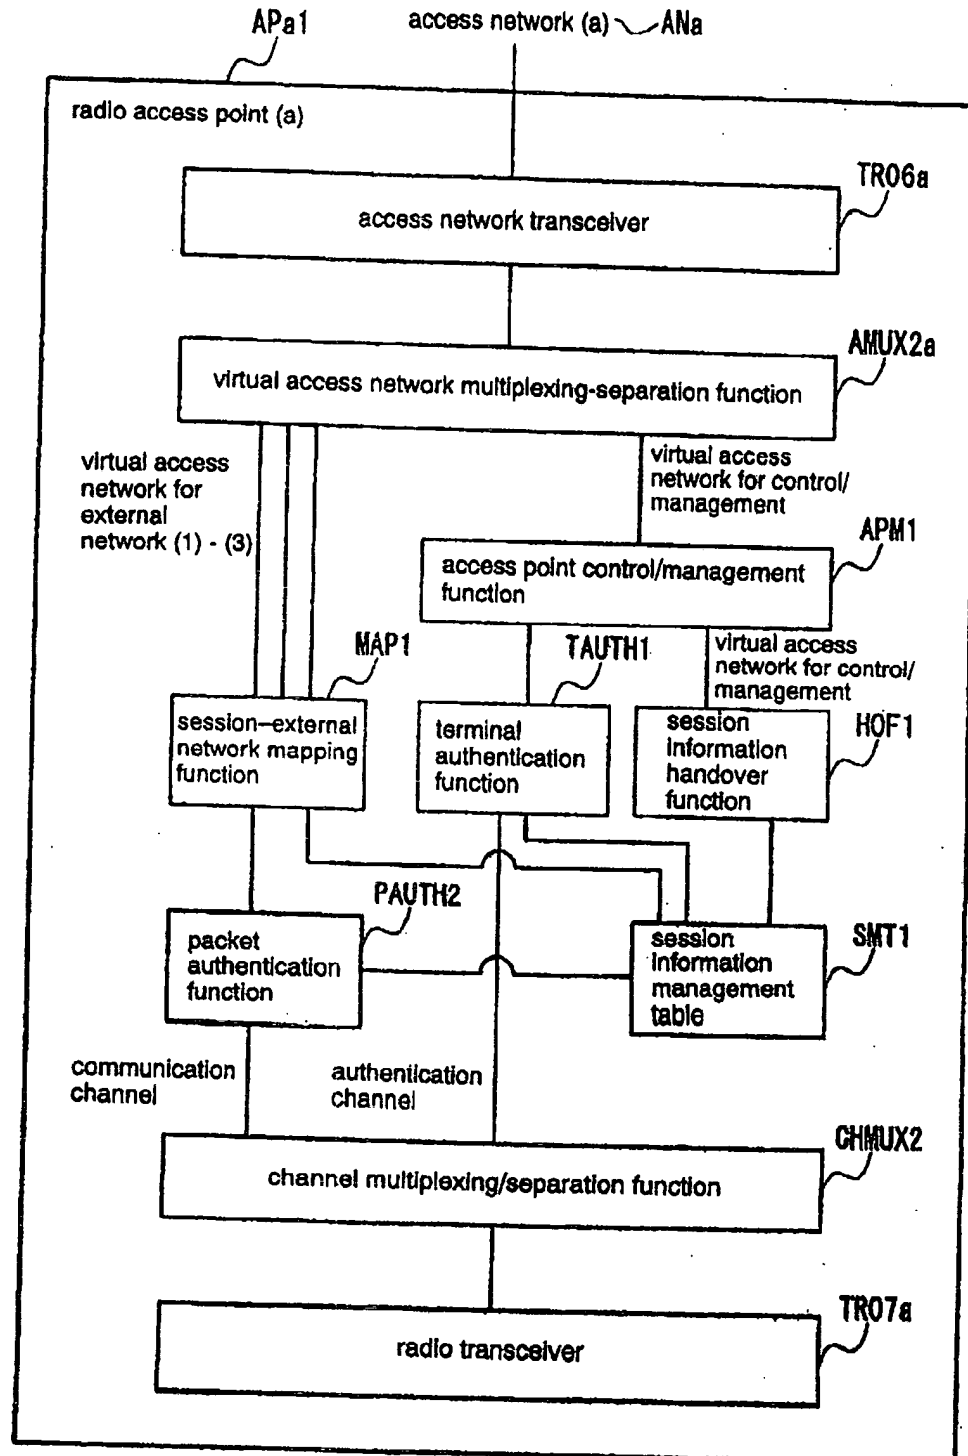 APa1
access network (a)
ANa
radio access point (a)
TR06a
access network transceiver
AMUX2a
virtual access network multiplexing-separation function
virtual access
network for
external
network (1) - (3)
virtual access
network for control/
management
APM1
access point control/management
function
MAP1
TAUTH1
virtual access
network for control/
management
session–external
network mapping
function
terminal
authentication
function
session
information
handover
function
HOF1
PAUTH2
packet
authentication
function
session
information
management
table
SMT1
communication
channel
authentication
channel
CHMUX2
channel multiplexing/separation function
TR07a
radio transceiver